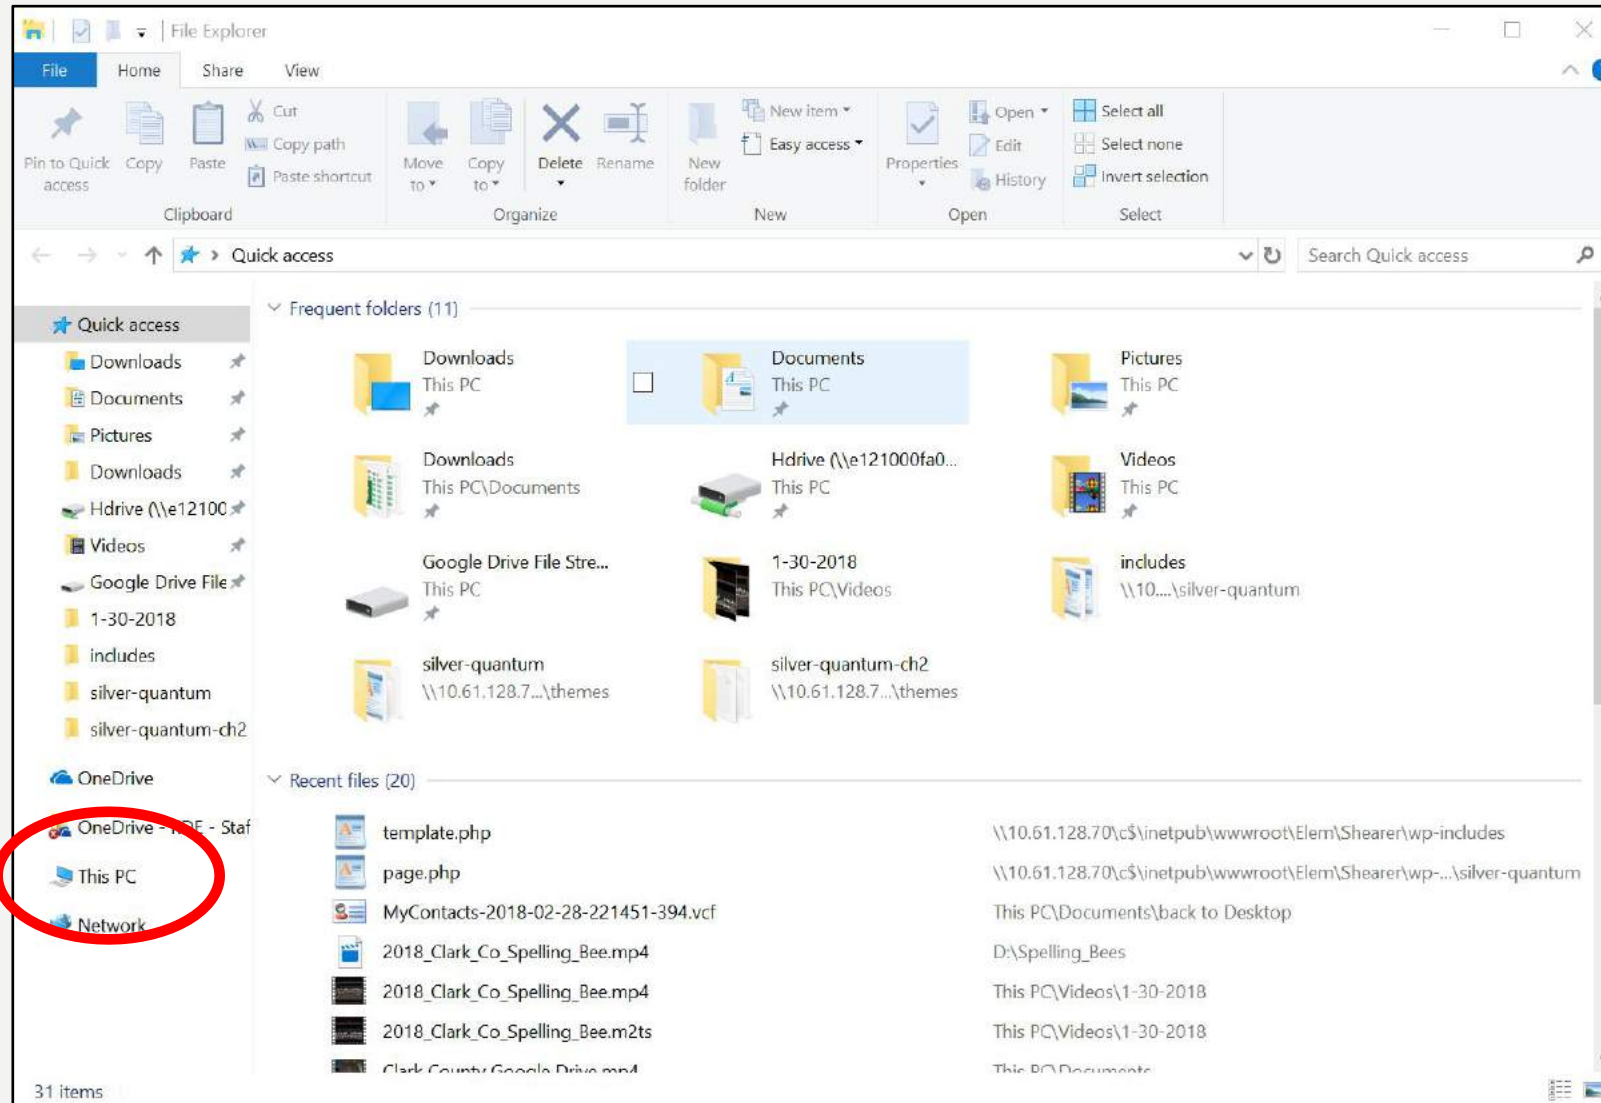 File Explorer
File Home Share View
Pin to Quick access
Copy
Paste
Cut
Copy path
Paste shortcut
Clipboard
Move to
Copy to
Delete
Rename
Organize
New folder
New item
Easy access
New
Properties
Open
Edit
History
Open
Select all
Select none
Invert selection
Select
Quick access
Search Quick access
Quick access
Downloads
Documents
Pictures
Downloads
Hdrive (\\e12100
Videos
Google Drive File
1-30-2018
includes
silver-quantum
silver-quantum-ch2
OneDrive
OneDrive - KDE - Staf
This PC
Network
Frequent folders (11)
Downloads
This PC
Documents
This PC
Pictures
This PC
Downloads
This PC\Documents
Hdrive (\\e121000fa0...
This PC
Videos
This PC
Google Drive File Stre...
This PC
1-30-2018
This PC\Videos
includes
\\10....\silver-quantum
silver-quantum
\\10.61.128.7...\themes
silver-quantum-ch2
\\10.61.128.7...\themes
Recent files (20)
template.php \\10.61.128.70\c$\inetpub\wwwroot\Elem\Shearer\wp-includes
page.php \\10.61.128.70\c$\inetpub\wwwroot\Elem\Shearer\wp-...\silver-quantum
MyContacts-2018-02-28-221451-394.vcf This PC\Documents\back to Desktop
2018_Clark_Co_Spelling_Bee.mp4 D:\Spelling_Bees
2018_Clark_Co_Spelling_Bee.mp4 This PC\Videos\1-30-2018
2018_Clark_Co_Spelling_Bee.m2ts This PC\Videos\1-30-2018
Clark County Google Drive.mp4 This PC\Documents
31 items